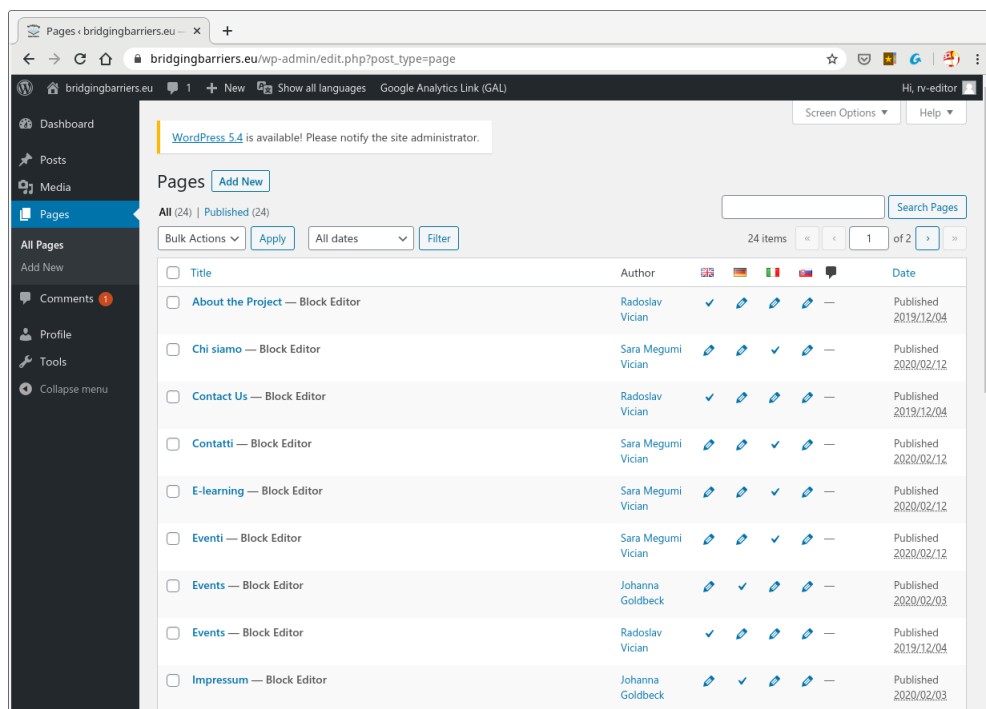 Pages ‹ bridgingbarriers.eu —
bridgingbarriers.eu/wp-admin/edit.php?post_type=page
bridgingbarriers.eu 1 New Show all languages Google Analytics Link (GAL) Hi, rv-editor
Screen Options Help
Dashboard
Posts
Media
Pages
All Pages
Add New
Comments 1
Profile
Tools
Collapse menu
WordPress 5.4 is available! Please notify the site administrator.
Pages Add New
All (24) | Published (24)
Search Pages
Bulk Actions Apply All dates Filter 24 items « ‹ 1 of 2 › »
Title Author Date
About the Project — Block Editor Radoslav — Published
Vician 2019/12/04
Chi siamo — Block Editor Sara Megumi — Published
Vician 2020/02/12
Contact Us — Block Editor Radoslav — Published
Vician 2019/12/04
Contatti — Block Editor Sara Megumi — Published
Vician 2020/02/12
E-learning — Block Editor Sara Megumi — Published
Vician 2020/02/12
Eventi — Block Editor Sara Megumi — Published
Vician 2020/02/12
Events — Block Editor Johanna — Published
Goldbeck 2020/02/03
Events — Block Editor Radoslav — Published
Vician 2019/12/04
Impressum — Block Editor Johanna — Published
Goldbeck 2020/02/03